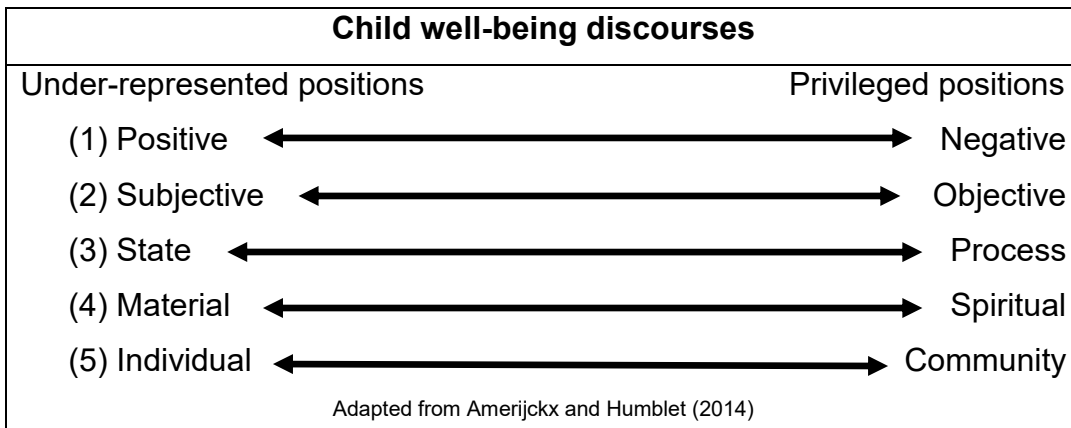 Child well-being discourses
Under-represented positions Privileged positions
(1) Positive Negative
(2) Subjective Objective
(3) State Process
(4) Material Spiritual
(5) Individual Community
Adapted from Amerijckx and Humblet (2014)